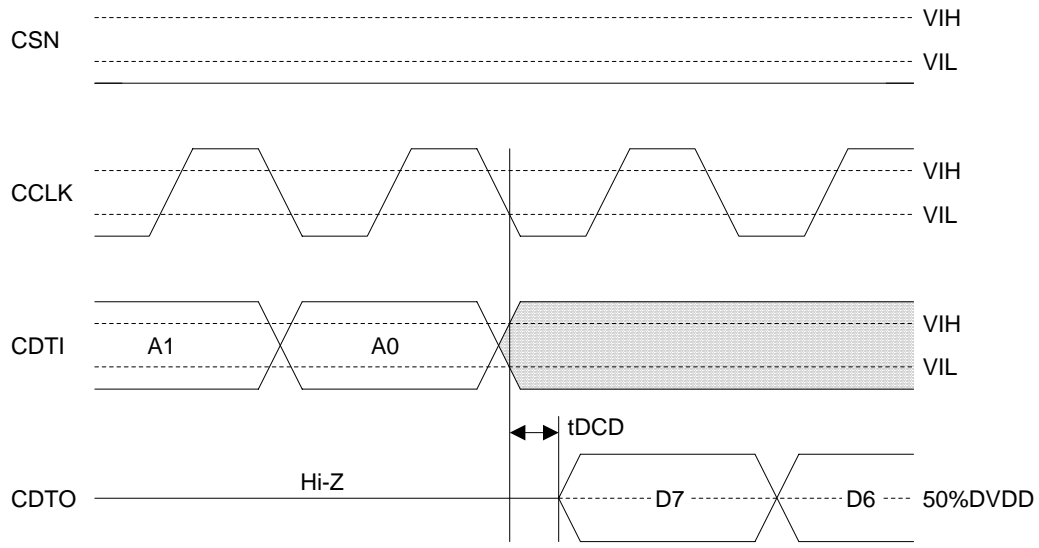 VIH
CSN
VIL
VIH
CCLK
VIL
VIH
CDTI A1 A0
VIL
tDCD
Hi-Z
CDTO D7 D6 50%DVDD